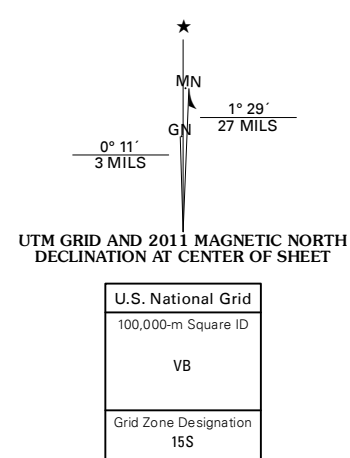 ★
MN
1° 29´
27 MILS
GN
0° 11´
3 MILS
UTM GRID AND 2011 MAGNETIC NORTH
DECLINATION AT CENTER OF SHEET
U.S. National Grid
100,000-m Square ID
VB
Grid Zone Designation
15S